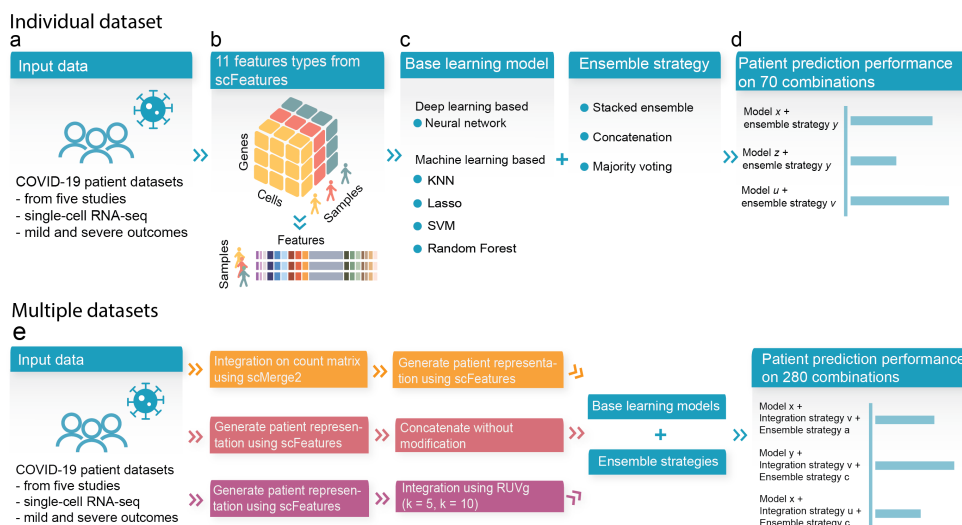 Individual dataset
a
Input data
COVID-19 patient datasets
- from five studies
- single-cell RNA-seq
- mild and severe outcomes
b
11 features types from
scFeatures
Genes
Cells
Samples
Features
Samples
c
Base learning model
Deep learning based
Neural network
Machine learning based
KNN
Lasso
SVM
Random Forest
+
Ensemble strategy
Stacked ensemble
Concatenation
Majority voting
d
Patient prediction performance
on 70 combinations
Model x +
ensemble strategy y
Model z +
ensemle strategy y
Model u +
ensemble strategy v
Multiple datasets
e
Input data
COVID-19 patient datasets
- from five studies
- single-cell RNA-seq
- mild and severe outcomes
Integration on count matrix
using scMerge2
Generate patient representa-
tation using scFeatures
Generate patient represen-
tation using scFeatures
Concatenate without
modification
Generate patient represen-
tation using scFeatures
Integration using RUVg
(k = 5, k = 10)
Base learning models
+
Ensemble strategies
Patient prediction performance
on 280 combinations
Model x +
Integration strategy v +
Ensemble strategy a
Model y +
Integration strategy v +
Ensemble strategy c
Model x +
Integration strategy u +
Ensemble strategy c